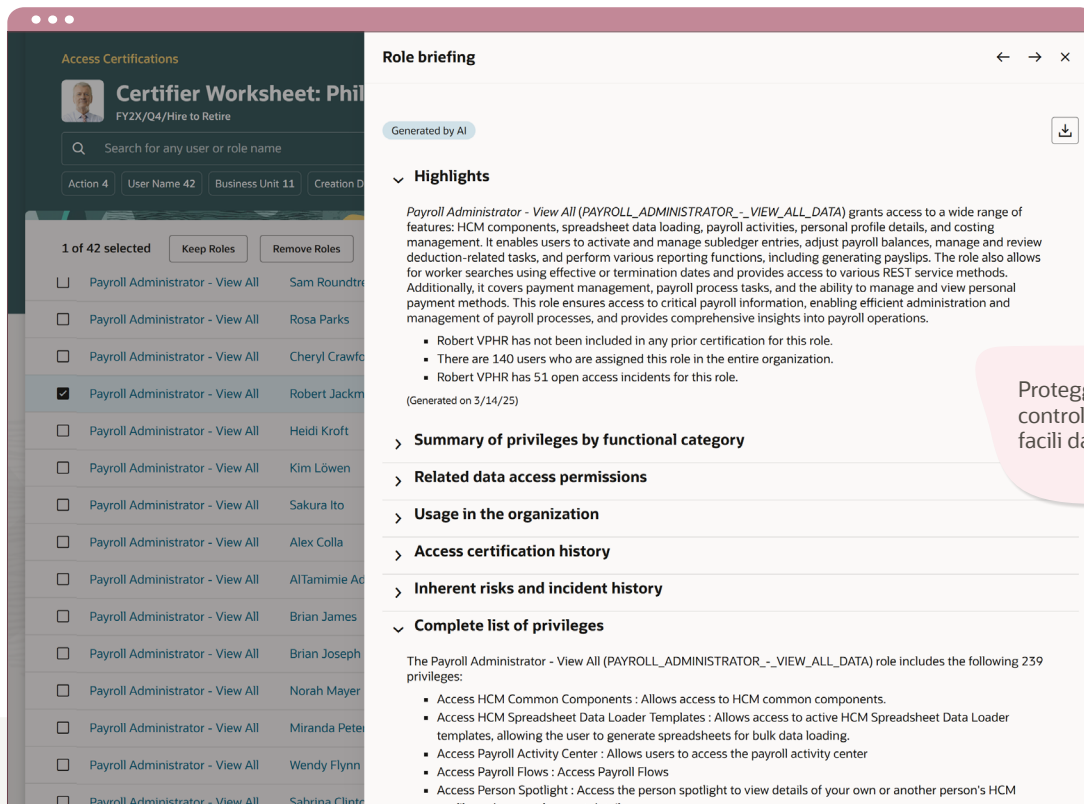 Access Certifications
Certifier Worksheet: Phil
FY2X/Q4/Hire to Retire
Search for any user or role name
Action 4
User Name 42
Business Unit 11
Creation D
1 of 42 selected
Keep Roles
Remove Roles
Payroll Administrator - View All Sam Roundtre
Payroll Administrator - View All Rosa Parks
Payroll Administrator - View All Cheryl Crawfo
Payroll Administrator - View All Robert Jackm
Payroll Administrator - View All Heidi Kroft
Payroll Administrator - View All Kim Löwen
Payroll Administrator - View All Sakura Ito
Payroll Administrator - View All Alex Colla
Payroll Administrator - View All AlTamimie Ad
Payroll Administrator - View All Brian James
Payroll Administrator - View All Brian Joseph
Payroll Administrator - View All Norah Mayer
Payroll Administrator - View All Miranda Peter
Payroll Administrator - View All Wendy Flynn
Payroll Administrator - View All Sabrina Clinto
Role briefing
Generated by AI
Highlights
Payroll Administrator - View All (PAYROLL_ADMINISTRATOR_-_VIEW_ALL_DATA) grants access to a wide range of
features: HCM components, spreadsheet data loading, payroll activities, personal profile details, and costing
management. It enables users to activate and manage subledger entries, adjust payroll balances, manage and review
deduction-related tasks, and perform various reporting functions, including generating payslips. The role also allows
for worker searches using effective or termination dates and provides access to various REST service methods.
Additionally, it covers payment management, payroll process tasks, and the ability to manage and view personal
payment methods. This role ensures access to critical payroll information, enabling efficient administration and
management of payroll processes, and provides comprehensive insights into payroll operations.
▪ Robert VPHR has not been included in any prior certification for this role.
▪ There are 140 users who are assigned this role in the entire organization.
▪ Robert VPHR has 51 open access incidents for this role.
(Generated on 3/14/25)
Protegg
control
facili da
Summary of privileges by functional category
Related data access permissions
Usage in the organization
Access certification history
Inherent risks and incident history
Complete list of privileges
The Payroll Administrator - View All (PAYROLL_ADMINISTRATOR_-_VIEW_ALL_DATA) role includes the following 239
privileges:
▪ Access HCM Common Components : Allows access to HCM common components.
▪ Access HCM Spreadsheet Data Loader Templates : Allows access to active HCM Spreadsheet Data Loader
templates, allowing the user to generate spreadsheets for bulk data loading.
▪ Access Payroll Activity Center : Allows users to access the payroll activity center
▪ Access Payroll Flows : Access Payroll Flows
▪ Access Person Spotlight : Access the person spotlight to view details of your own or another person's HCM